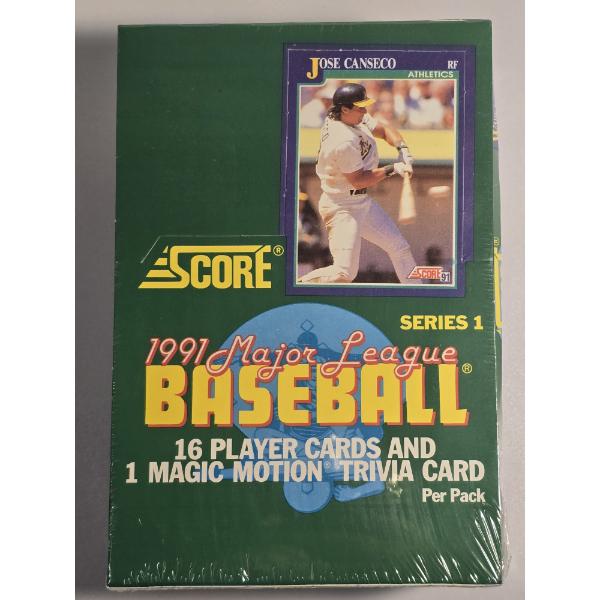 JOSE CANSECO RF
ATHLETICS
SCORE 91
SCORE®
SERIES 1
1991 Major League
BASEBALL®
16 PLAYER CARDS AND
1 MAGIC MOTION® TRIVIA CARD
Per Pack